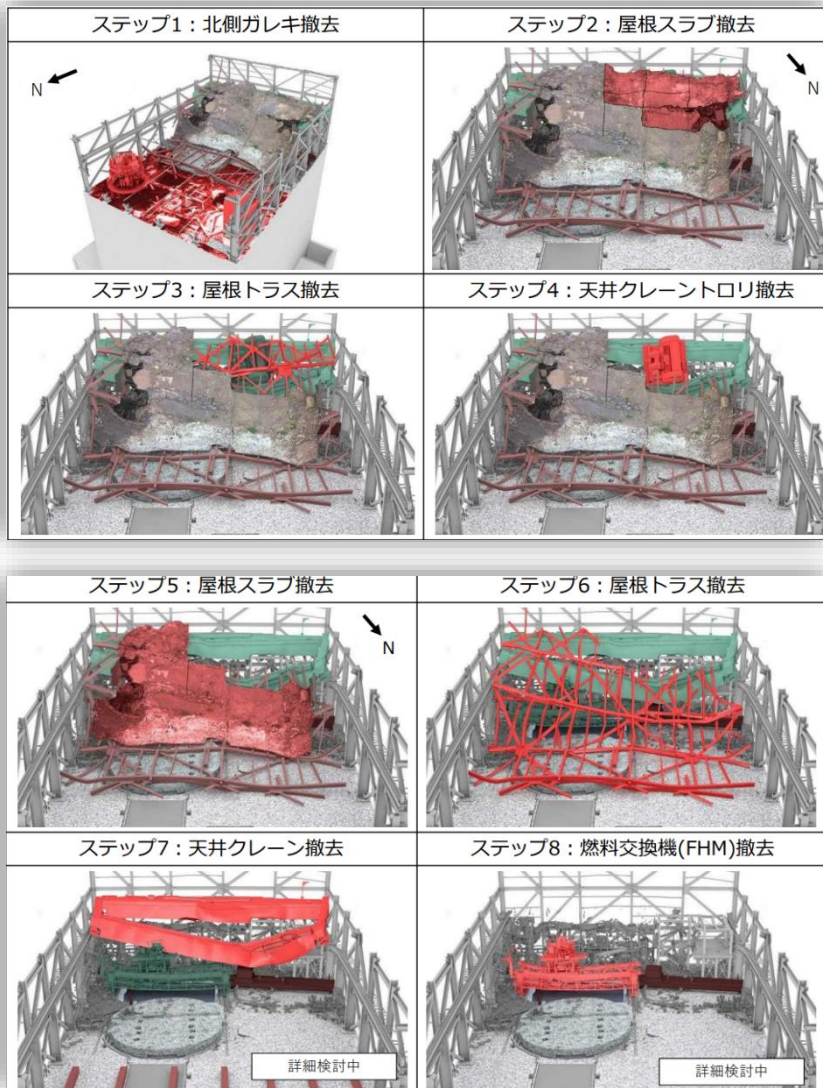 ステップ1：北側ガレキ撤去
ステップ2：屋根スラブ撤去
N
N
ステップ3：屋根トラス撤去
ステップ4：天井クレーントロリ撤去
ステップ5：屋根スラブ撤去
ステップ6：屋根トラス撤去
N
ステップ7：天井クレーン撤去
ステップ8：燃料交換機(FHM)撤去
詳細検討中
詳細検討中